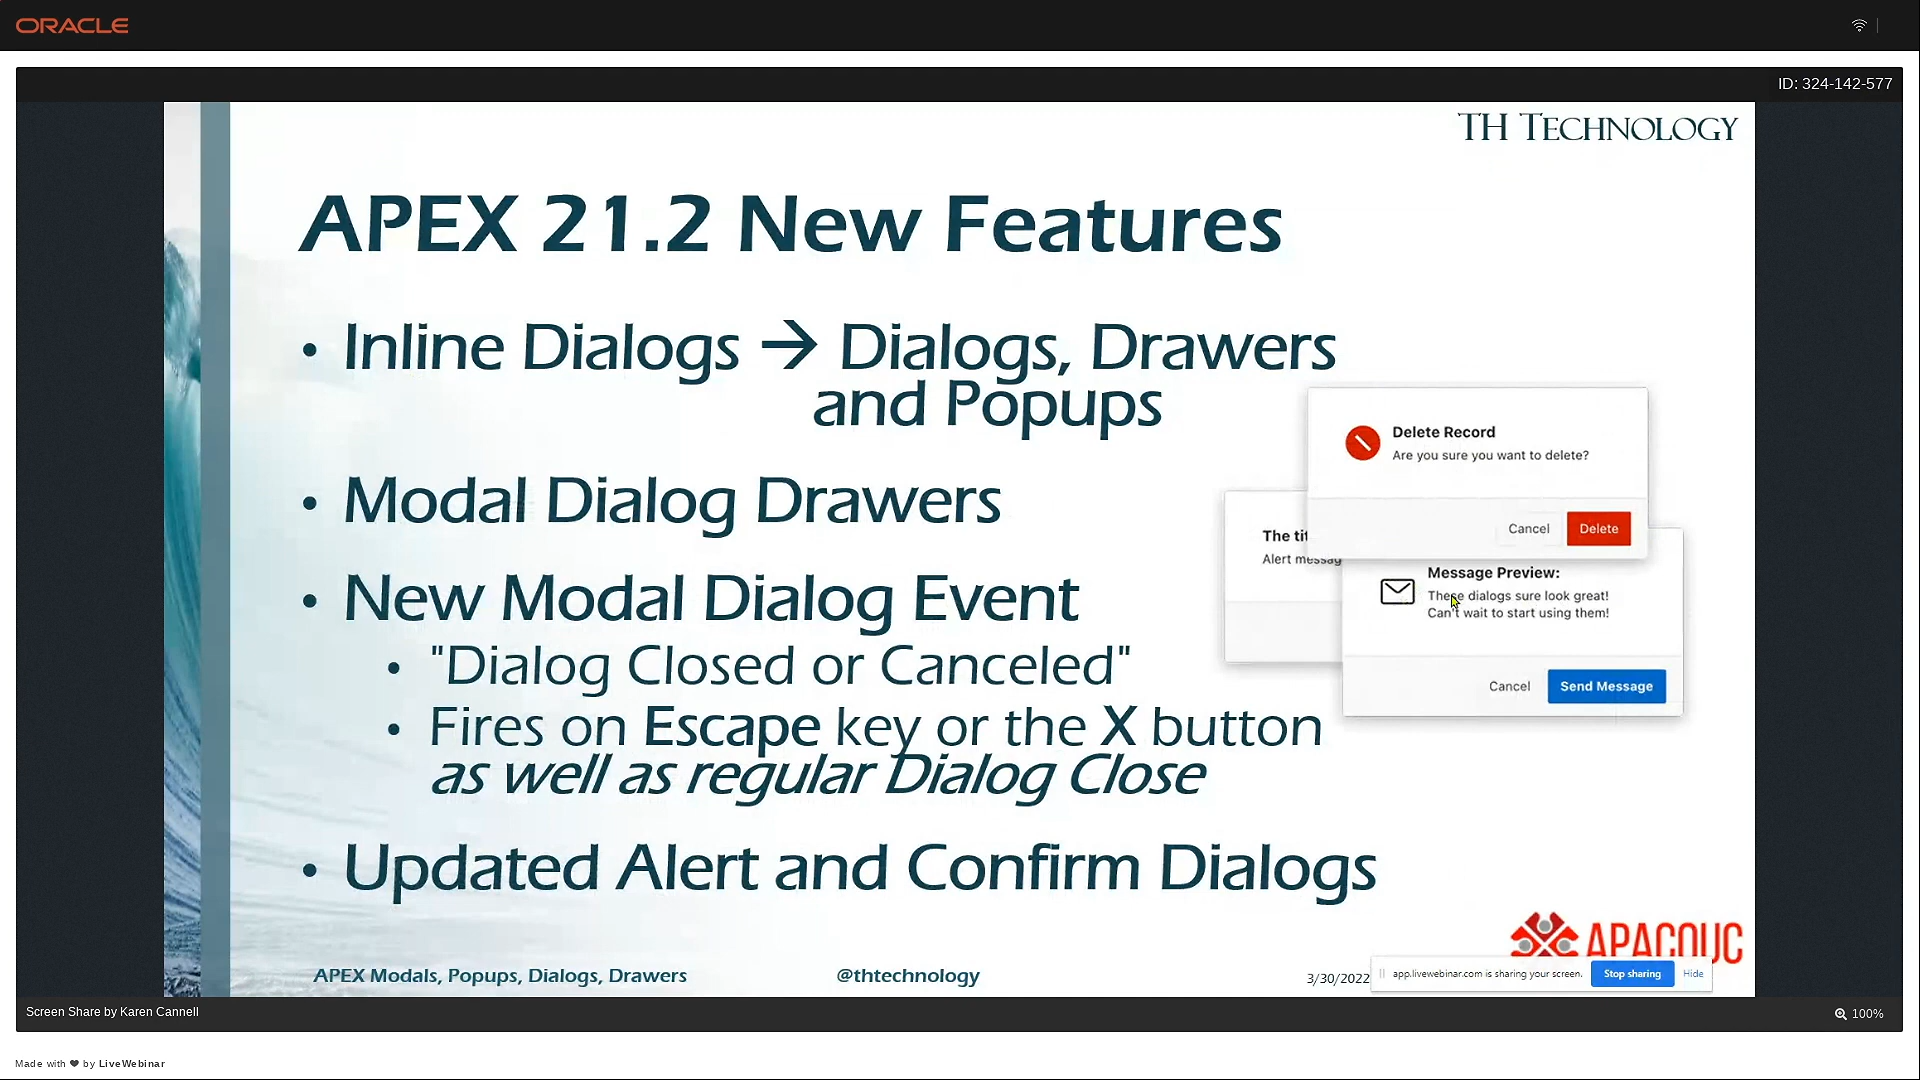 ORACLE
ID: 324-142-577
TH TECHNOLOGY
APEX 21.2 New Features
• Inline Dialogs → Dialogs, Drawers
and Popups
• Modal Dialog Drawers
• New Modal Dialog Event
• "Dialog Closed or Canceled"
• Fires on Escape key or the X button
as well as regular Dialog Close
• Updated Alert and Confirm Dialogs
Delete Record
Are you sure you want to delete?
Cancel Delete
The tit
Alert messag
Message Preview:
These dialogs sure look great!
Can't wait to start using them!
Cancel Send Message
APACOUC
APEX Modals, Popups, Dialogs, Drawers @thtechnology 3/30/2022
app.livewebinar.com is sharing your screen. Stop sharing Hide
Screen Share by Karen Cannell 100%
Made with ❤ by LiveWebinar